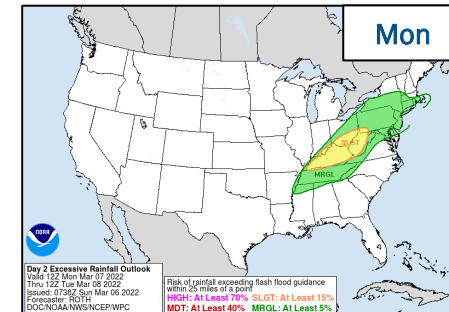 Mon
SLGT
MRGL
NORR
Day 2 Excessive Rainfall Outlook
Valid 12Z Mon Mar 07 2022
Thru 12Z Tue Mar 08 2022
Issued: 0738Z Sun Mar 06 2022
Forecaster: ROTH
DOC/NOAA/NWS/NCEP/WPC
Risk of rainfall exceeding flash flood guidance
within 25 miles of a point
HIGH: At Least 70% SLGT: At Least 15%
MDT: At Least 40% MRGL: At Least 5%